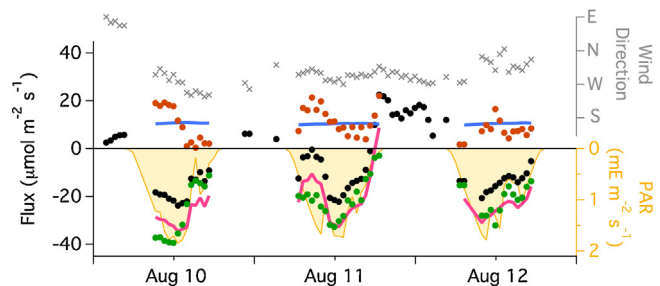 Flux (μmol m⁻² s⁻¹)
40
20
0
-20
-40
Aug 10
Aug 11
Aug 12
E
N
W
S
Wind
Direction
0
1
2
PAR
(mE m⁻² s⁻¹)